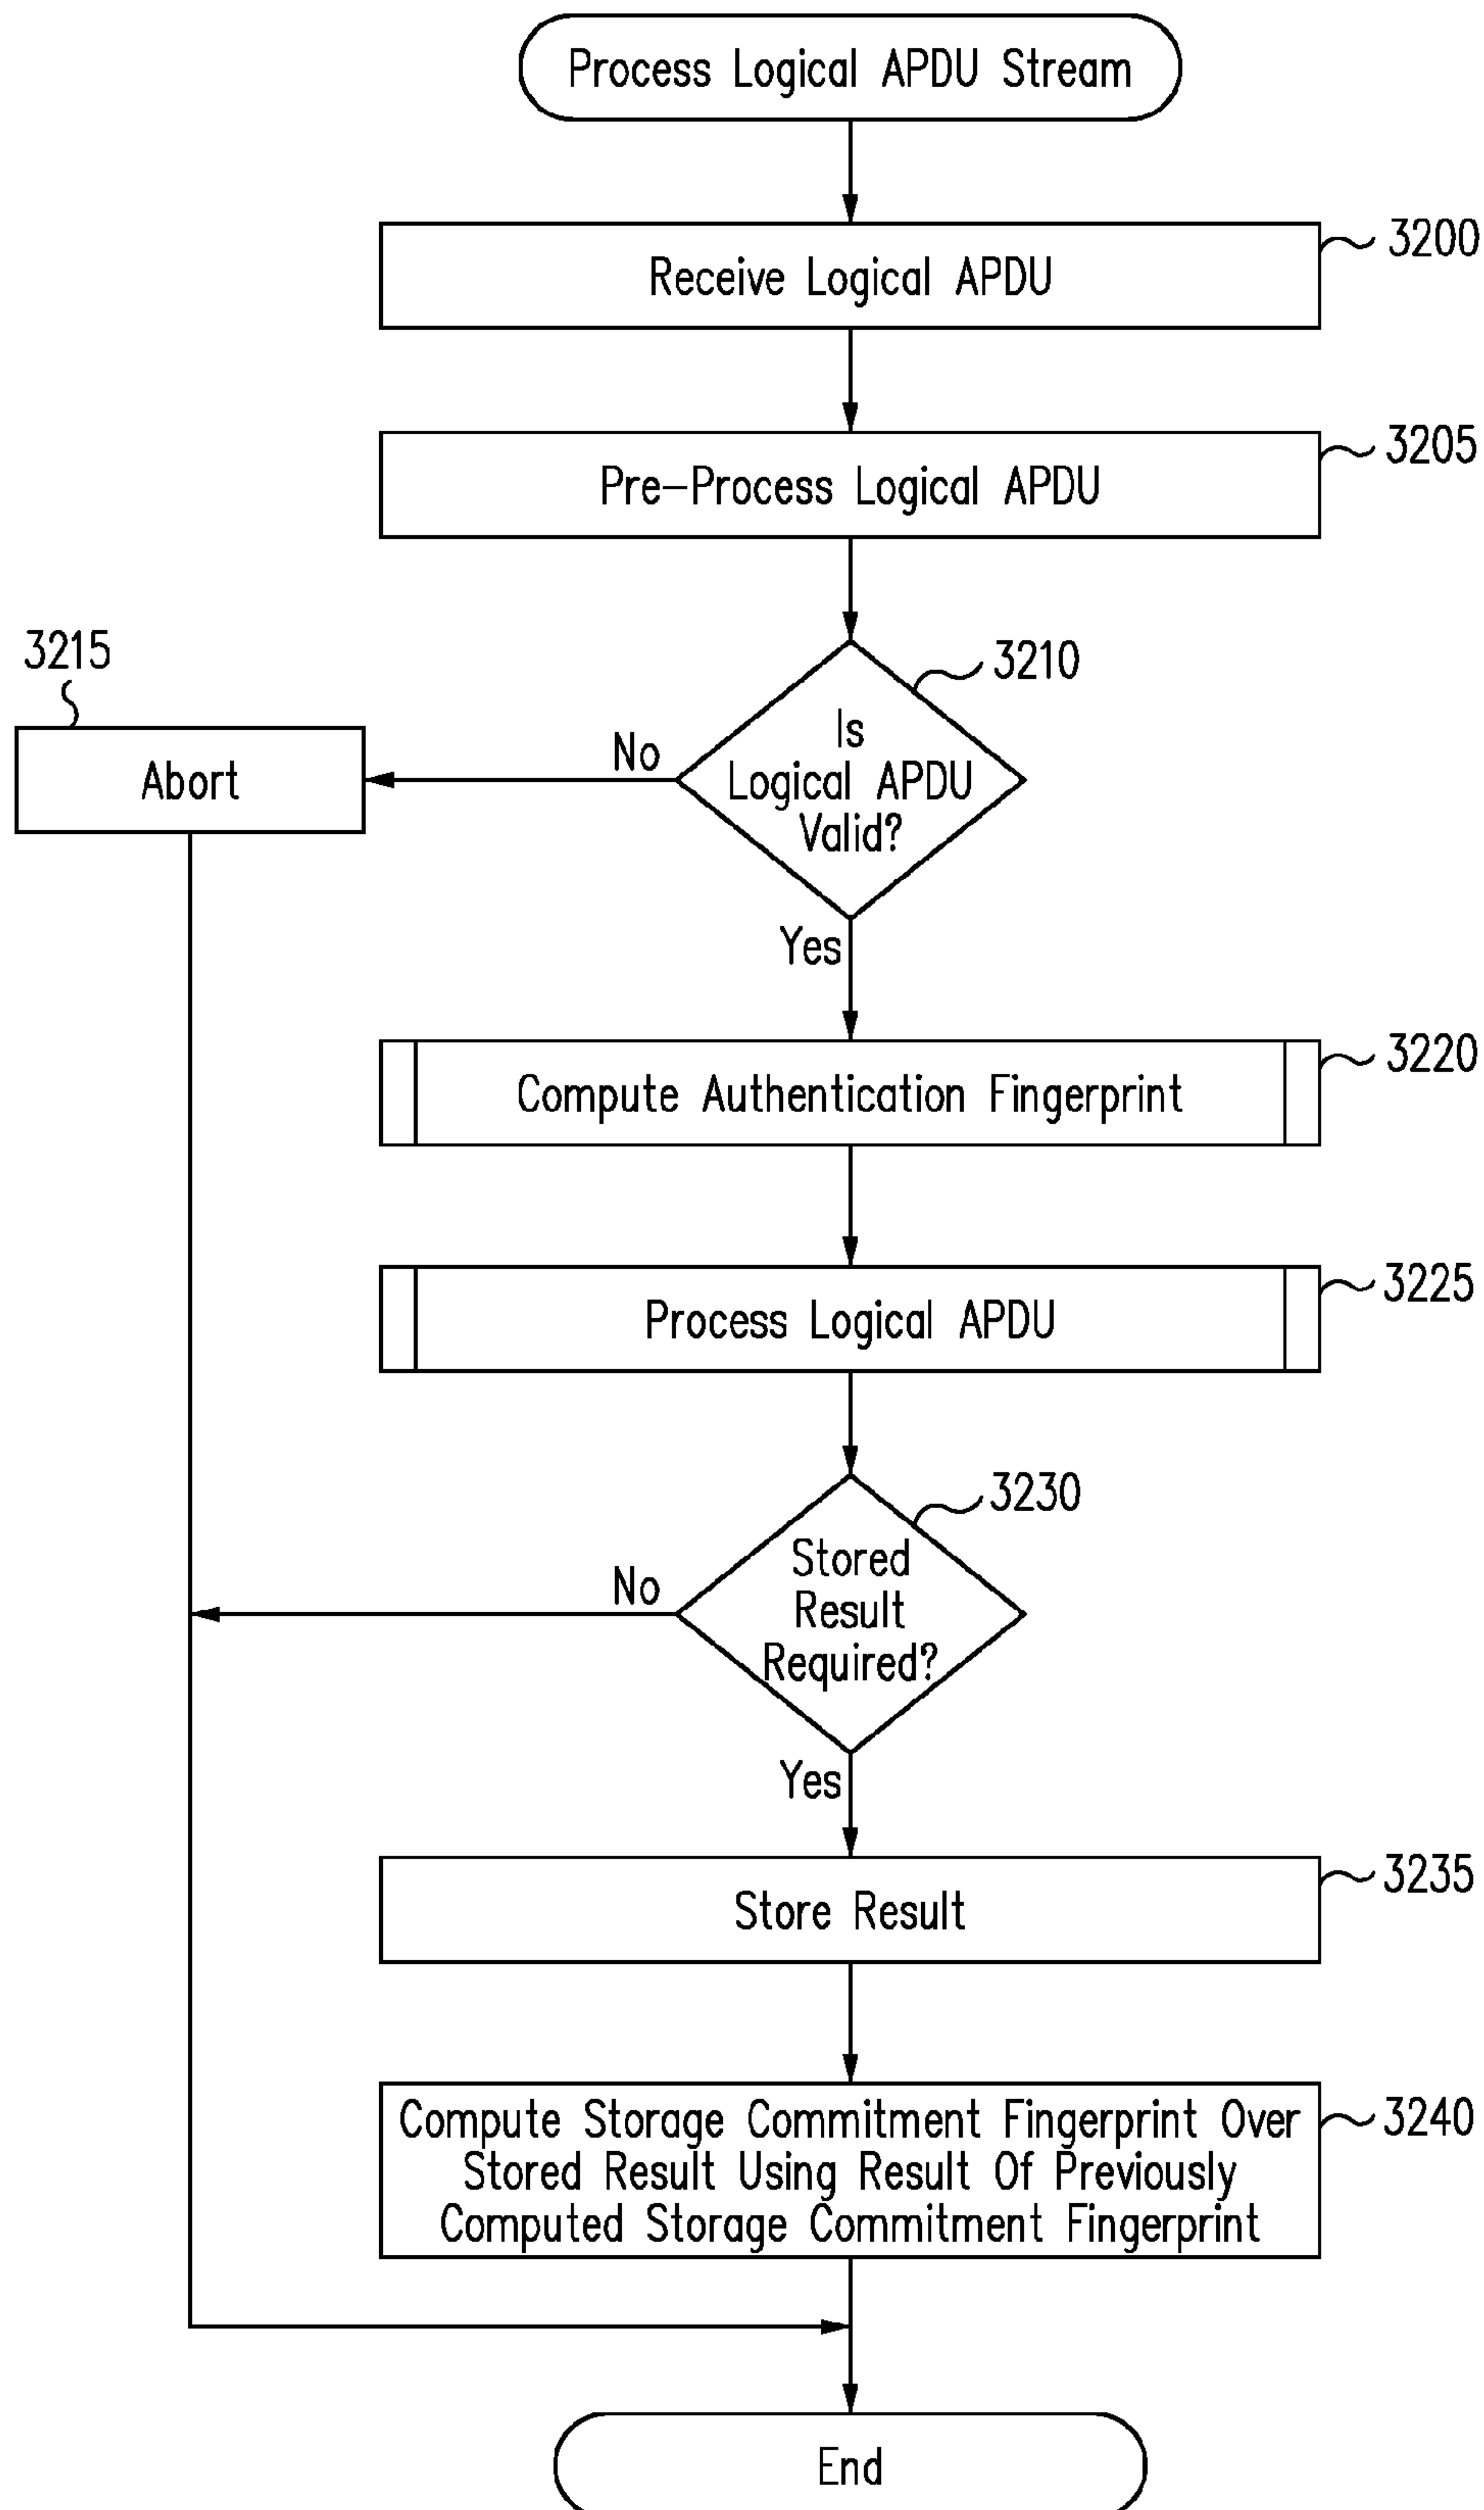 Process Logical APDU Stream
3200
Receive Logical APDU
3205
Pre-Process Logical APDU
3215
3210
Abort
No
Is
Logical APDU
Valid?
Yes
3220
Compute Authentication Fingerprint
3225
Process Logical APDU
3230
No
Stored
Result
Required?
Yes
3235
Store Result
3240
Compute Storage Commitment Fingerprint Over
Stored Result Using Result Of Previously
Computed Storage Commitment Fingerprint
End